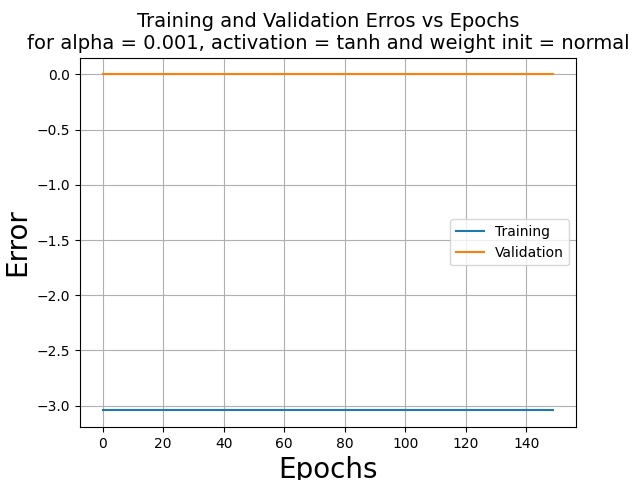 Training and Validation Erros vs Epochs
for alpha = 0.001, activation = tanh and weight init = normal
0.0
−0.5
−1.0
−1.5
−2.0
−2.5
−3.0
Error
Training
Validation
0 20 40 60 80 100 120 140
Epochs